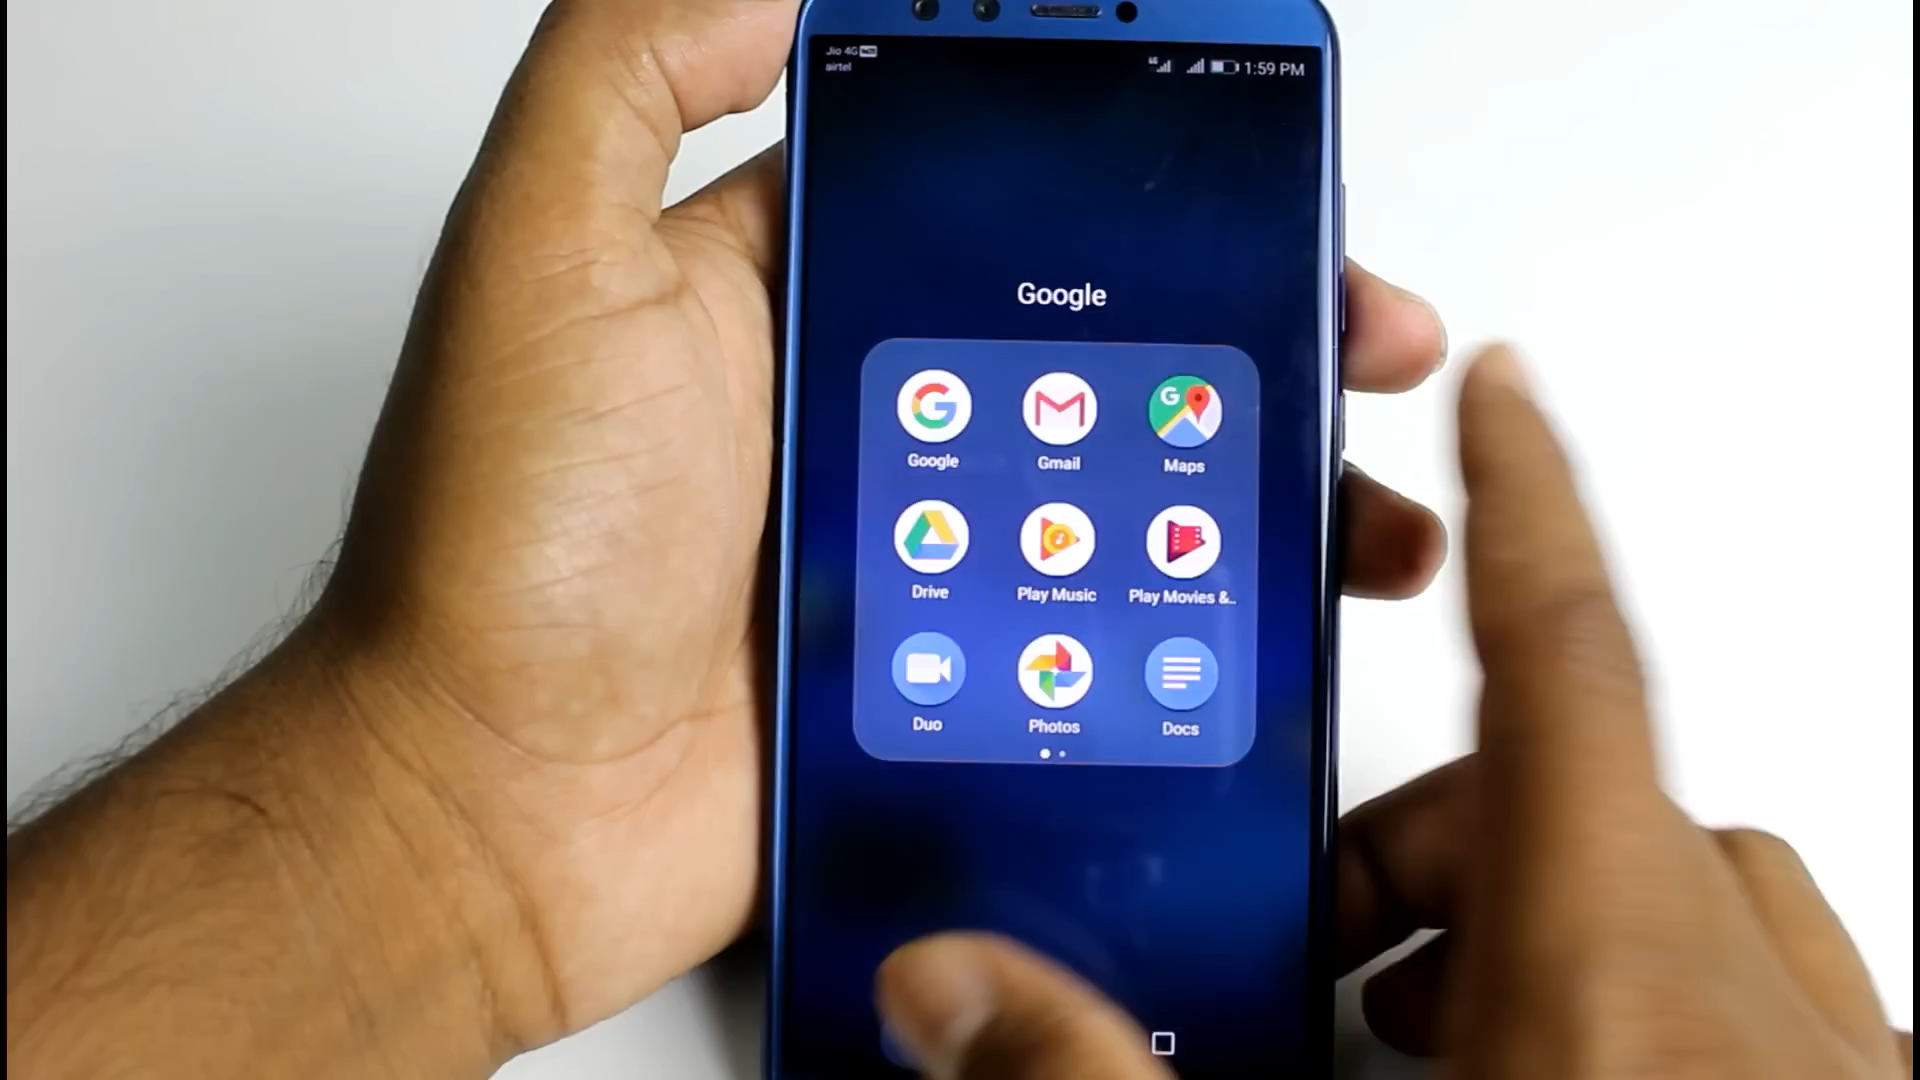 Jio 4G
airtel
1:59 PM
Google
Google Gmail Maps
Drive Play Music Play Movies &..
Duo Photos Docs